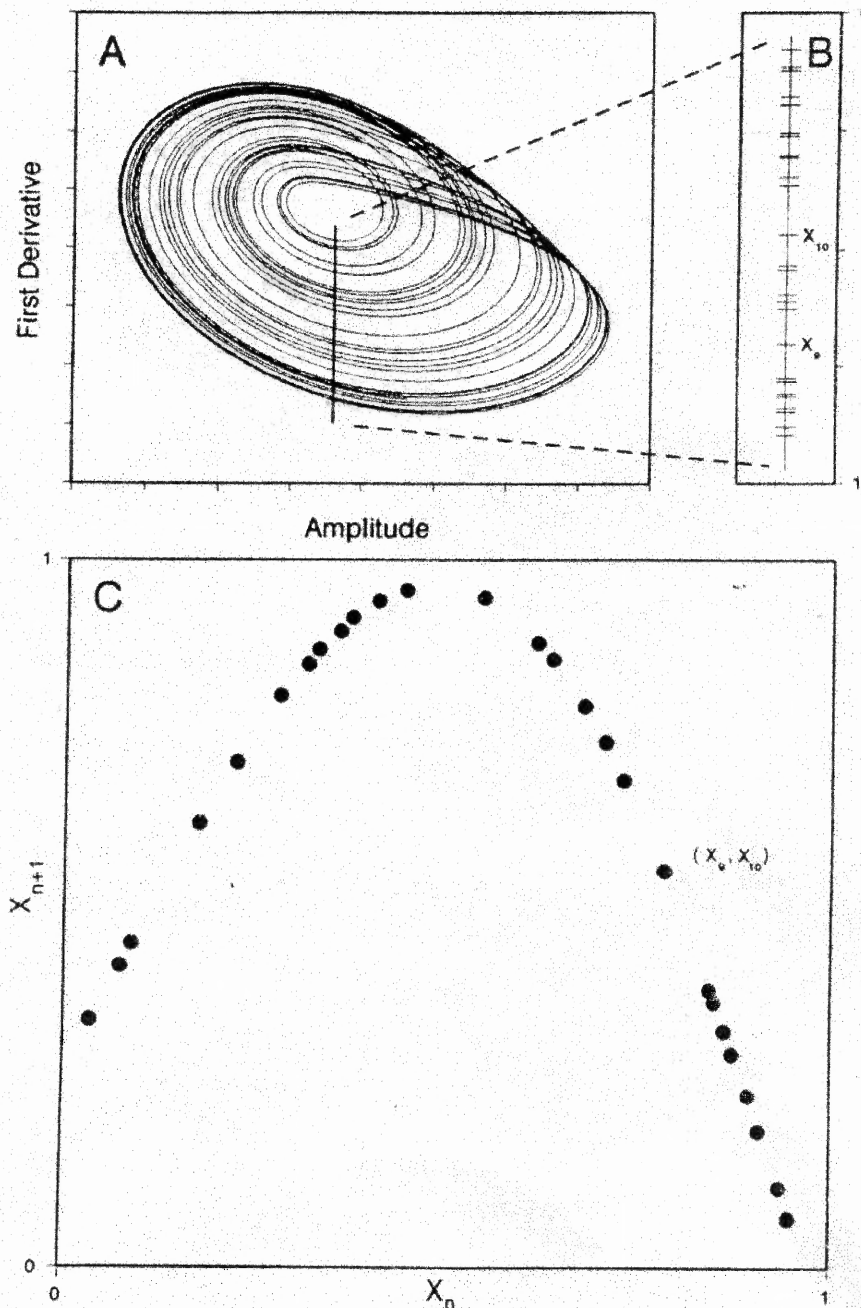 A
B
First Derivative
X₁₀
X₉
1
Amplitude
1
C
Xₙ₊₁
(X₉, X₁₀)
0
0
Xₙ
1